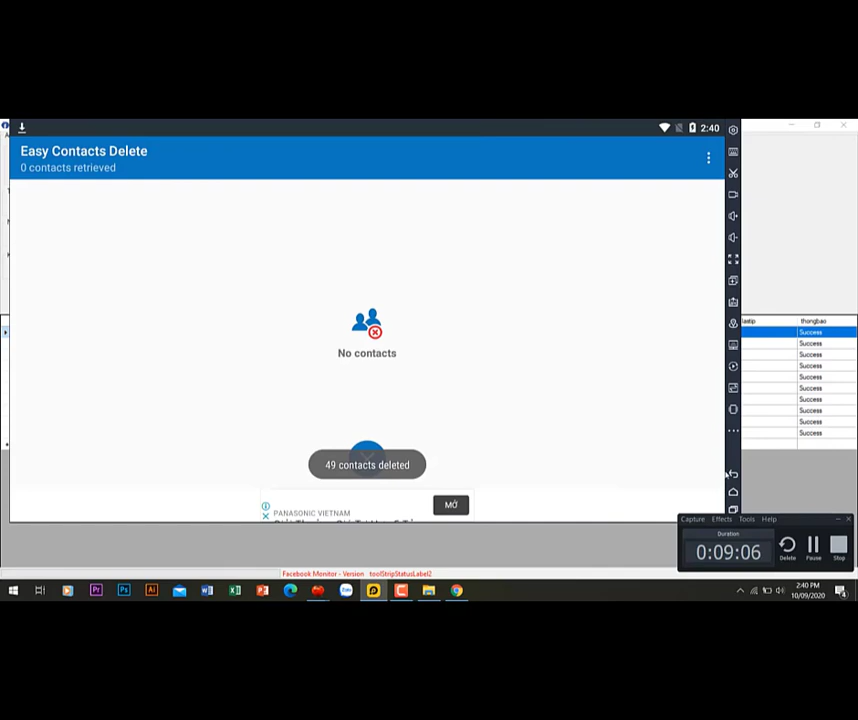 2:40
Easy Contacts Delete
0 contacts retrieved
No contacts
49 contacts deleted
PANASONIC VIETNAM
MỞ
thongbao
Success
Success
Success
Success
Success
Success
Success
Success
Success
Success
Capture Effects Tools Help
Duration
0:09:06
Delete
Pause
Stop
Facebook Monitor - Version toolStripStatusLabel2
2:40 PM
10/09/2020